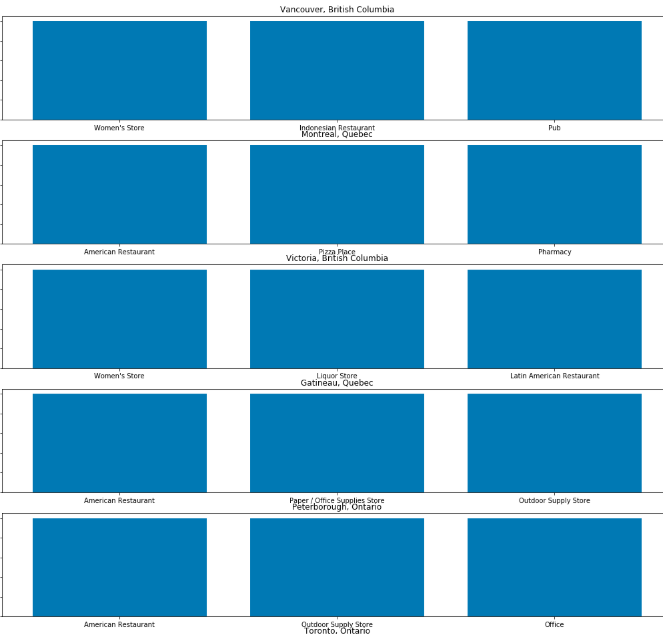 Vancouver, British Columbia
Women's Store Indonesian Restaurant Pub
Montreal, Quebec
American Restaurant Pizza Place Pharmacy
Victoria, British Columbia
Women's Store Liquor Store Latin American Restaurant
Gatineau, Quebec
American Restaurant Paper / Office Supplies Store Outdoor Supply Store
Peterborough, Ontario
American Restaurant Outdoor Supply Store Office
Toronto, Ontario